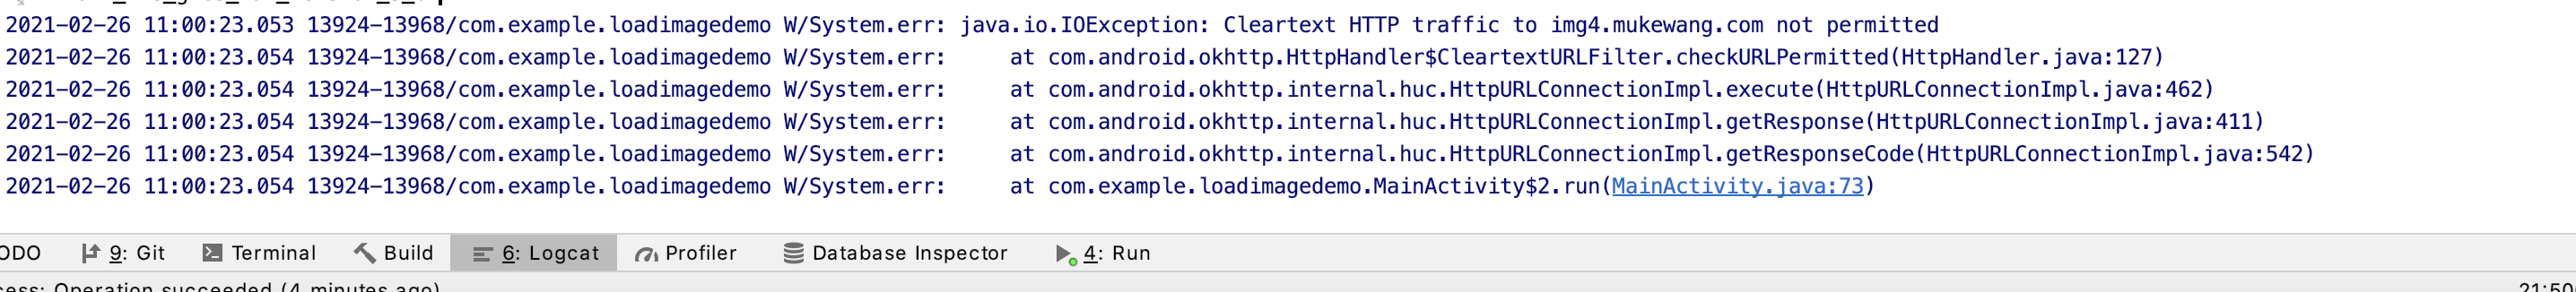 2021-02-26 11:00:23.053 13924-13968/com.example.loadimagedemo W/System.err: java.io.IOException: Cleartext HTTP traffic to img4.mukewang.com not permitted
2021-02-26 11:00:23.054 13924-13968/com.example.loadimagedemo W/System.err:     at com.android.okhttp.HttpHandler$CleartextURLFilter.checkURLPermitted(HttpHandler.java:127)
2021-02-26 11:00:23.054 13924-13968/com.example.loadimagedemo W/System.err:     at com.android.okhttp.internal.huc.HttpURLConnectionImpl.execute(HttpURLConnectionImpl.java:462)
2021-02-26 11:00:23.054 13924-13968/com.example.loadimagedemo W/System.err:     at com.android.okhttp.internal.huc.HttpURLConnectionImpl.getResponse(HttpURLConnectionImpl.java:411)
2021-02-26 11:00:23.054 13924-13968/com.example.loadimagedemo W/System.err:     at com.android.okhttp.internal.huc.HttpURLConnectionImpl.getResponseCode(HttpURLConnectionImpl.java:542)
2021-02-26 11:00:23.054 13924-13968/com.example.loadimagedemo W/System.err:     at com.example.loadimagedemo.MainActivity$2.run(MainActivity.java:73)
ODO 9: Git Terminal Build 6: Logcat Profiler Database Inspector 4: Run
cess: Operation succeeded (4 minutes ago) 21:50